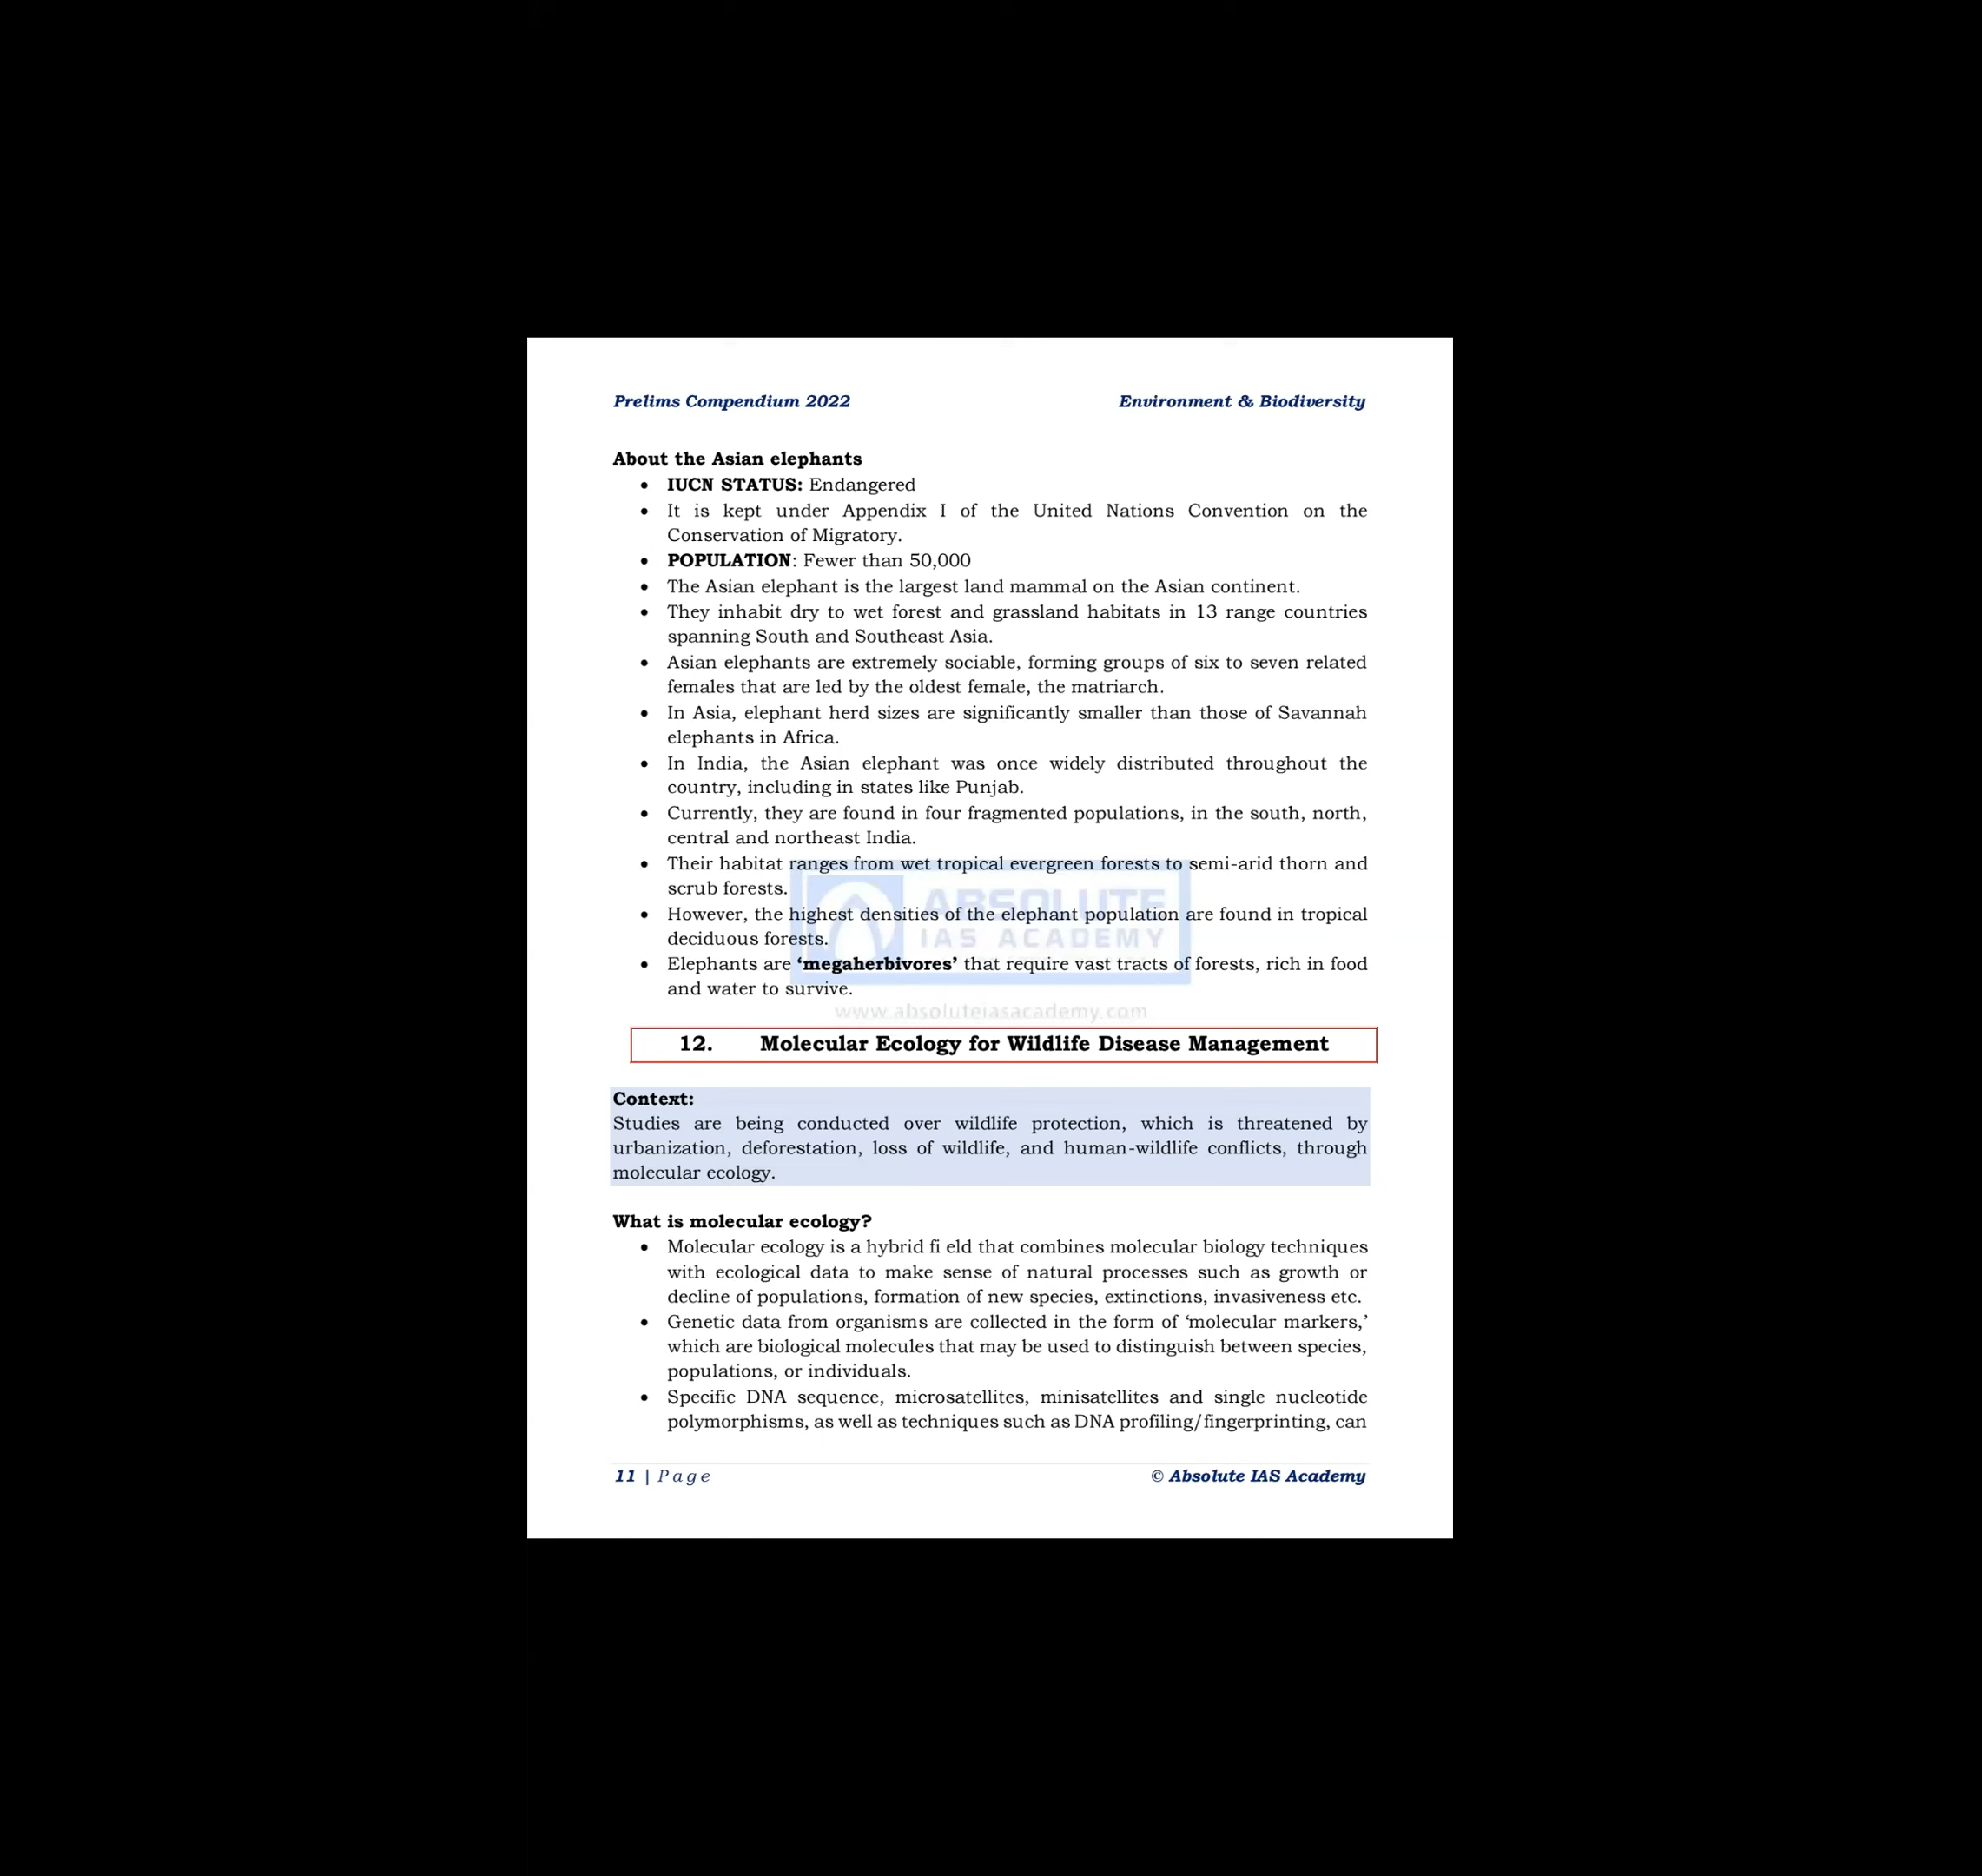 Prelims Compendium 2022 Environment & Biodiversity
About the Asian elephants
• IUCN STATUS: Endangered
• It is kept under Appendix I of the United Nations Convention on the
Conservation of Migratory.
• POPULATION: Fewer than 50,000
• The Asian elephant is the largest land mammal on the Asian continent.
• They inhabit dry to wet forest and grassland habitats in 13 range countries
spanning South and Southeast Asia.
• Asian elephants are extremely sociable, forming groups of six to seven related
females that are led by the oldest female, the matriarch.
• In Asia, elephant herd sizes are significantly smaller than those of Savannah
elephants in Africa.
• In India, the Asian elephant was once widely distributed throughout the
country, including in states like Punjab.
• Currently, they are found in four fragmented populations, in the south, north,
central and northeast India.
• Their habitat ranges from wet tropical evergreen forests to semi-arid thorn and
scrub forests.
ABSOLUTE
• However, the highest densities of the elephant population are found in tropical
deciduous forests.
IAS ACADEMY
• Elephants are ‘megaherbivores’ that require vast tracts of forests, rich in food
and water to survive.
www.absoluteiasacademy.com
12. Molecular Ecology for Wildlife Disease Management
Context:
Studies are being conducted over wildlife protection, which is threatened by
urbanization, deforestation, loss of wildlife, and human-wildlife conflicts, through
molecular ecology.
What is molecular ecology?
• Molecular ecology is a hybrid fi eld that combines molecular biology techniques
with ecological data to make sense of natural processes such as growth or
decline of populations, formation of new species, extinctions, invasiveness etc.
• Genetic data from organisms are collected in the form of ‘molecular markers,’
which are biological molecules that may be used to distinguish between species,
populations, or individuals.
• Specific DNA sequence, microsatellites, minisatellites and single nucleotide
polymorphisms, as well as techniques such as DNA profiling/fingerprinting, can
11 | Page © Absolute IAS Academy